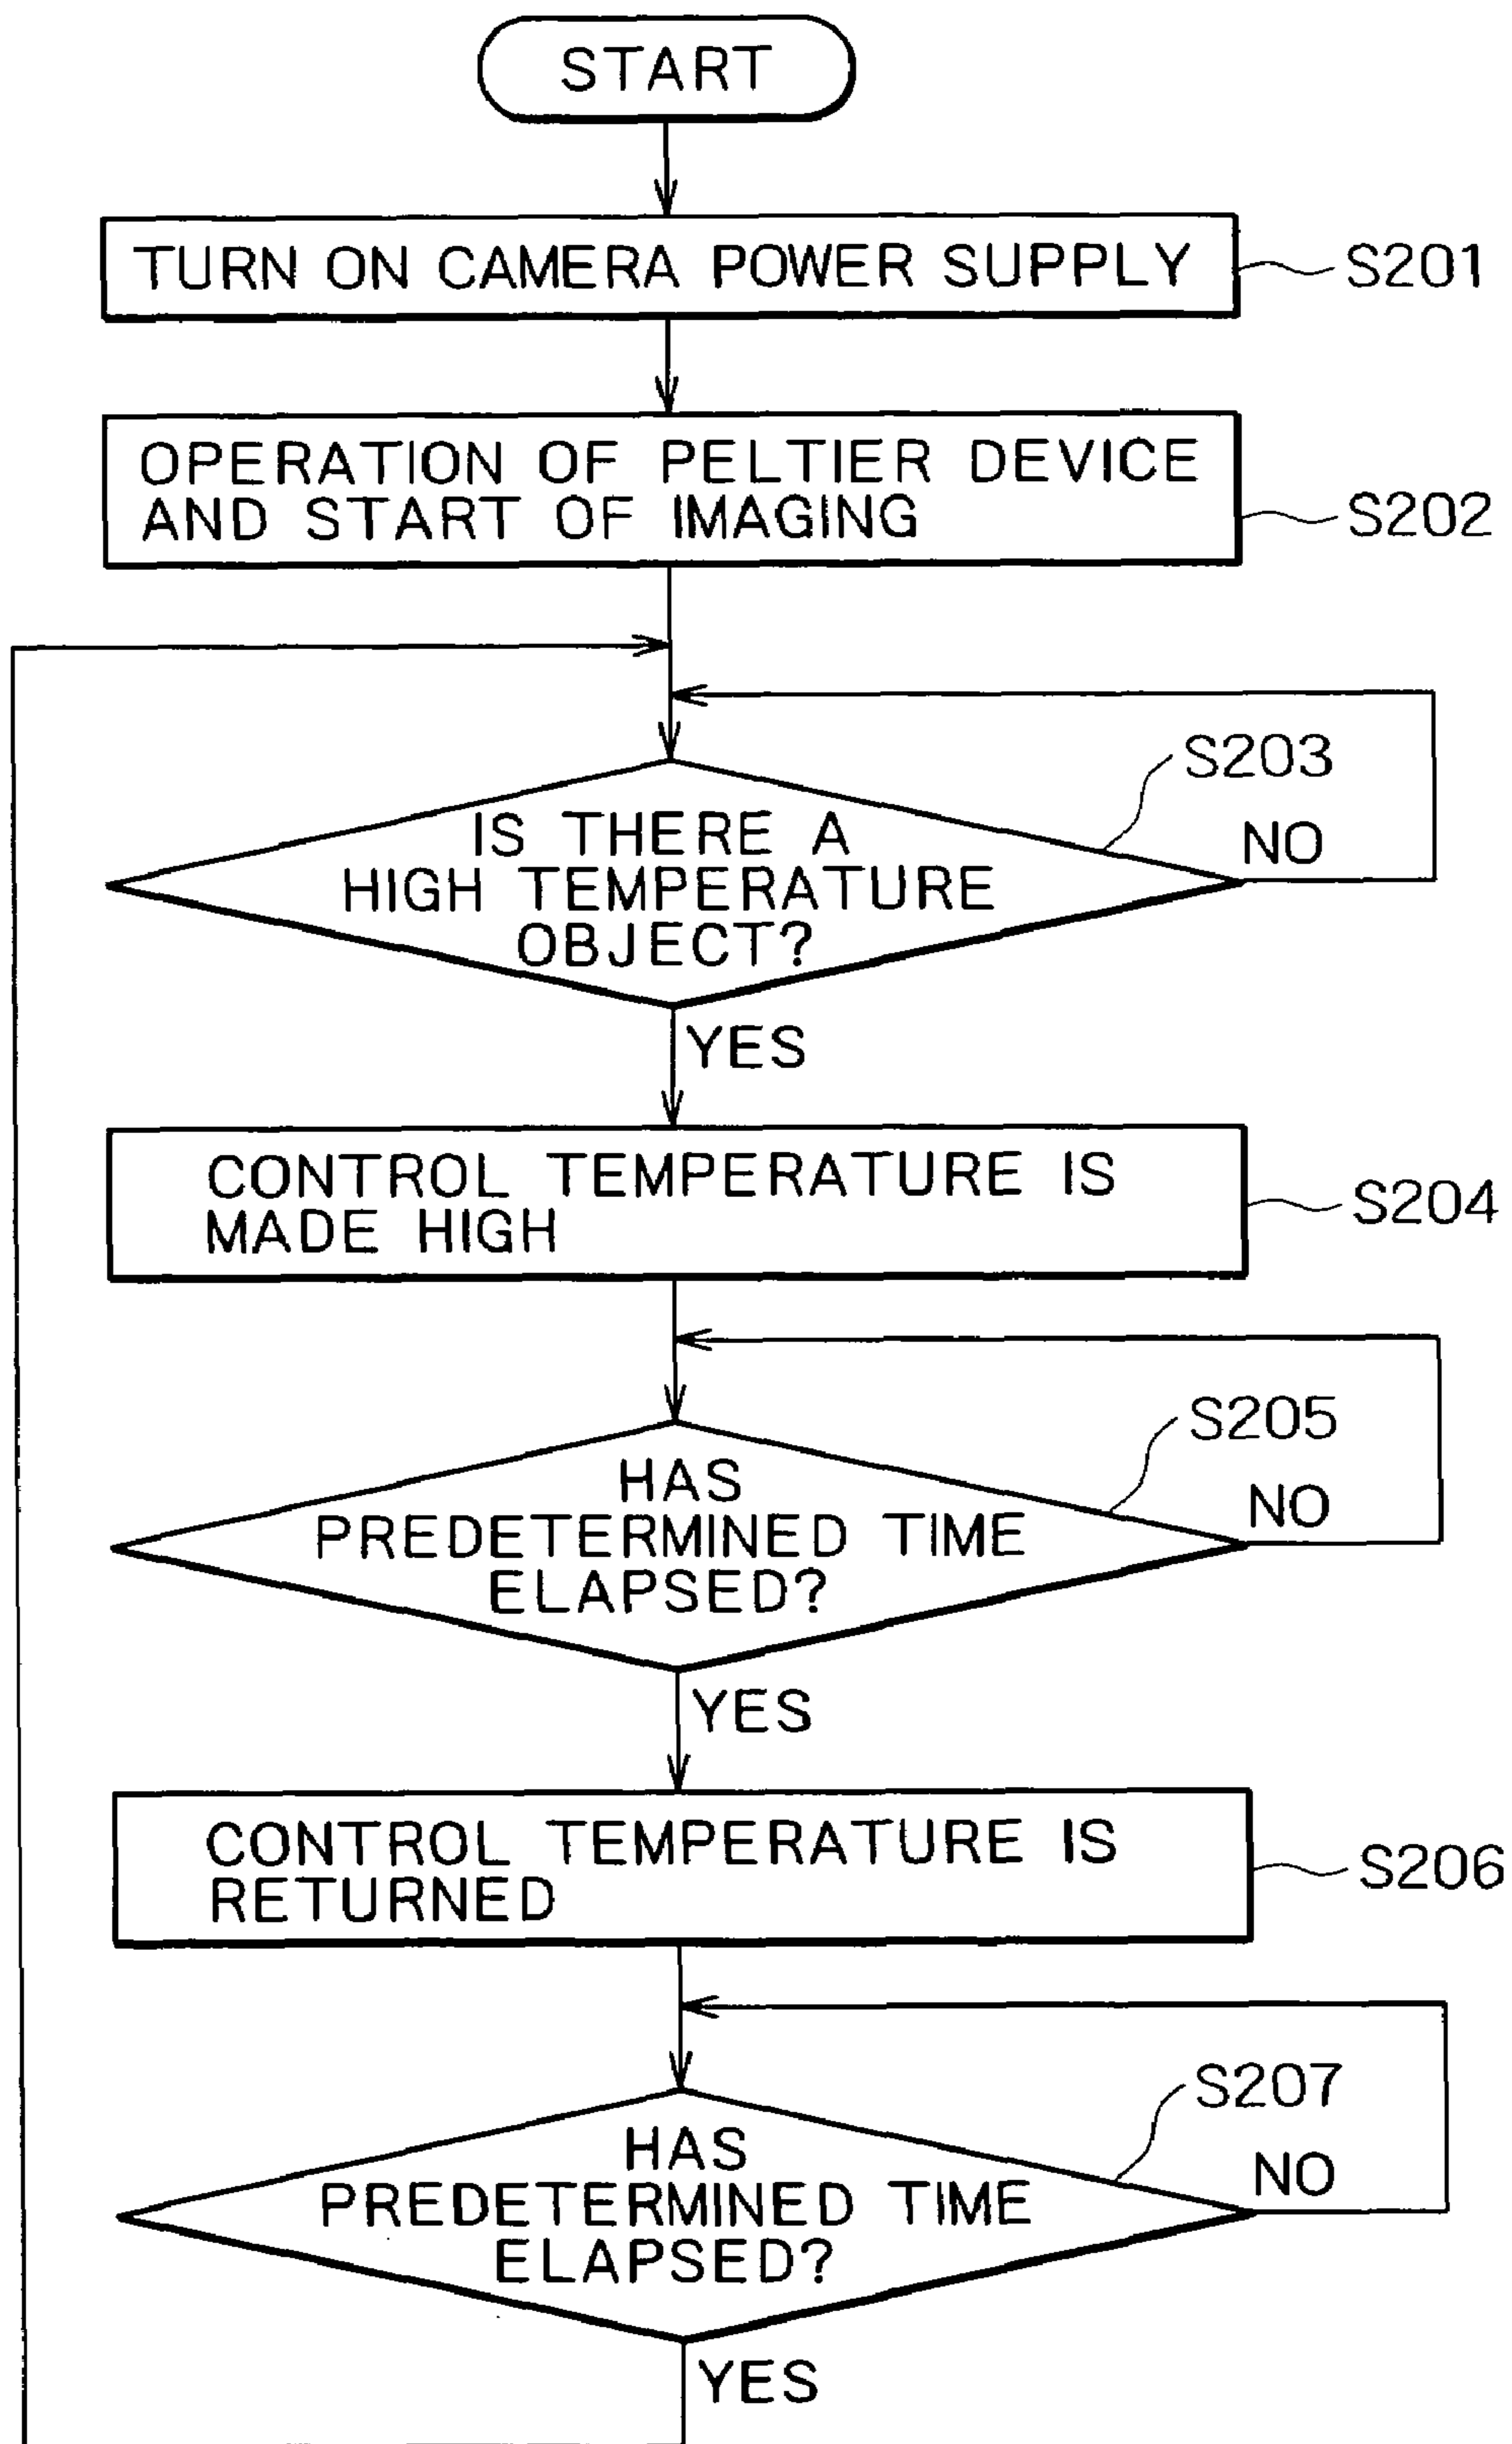 START
TURN ON CAMERA POWER SUPPLY
S201
OPERATION OF PELTIER DEVICE
AND START OF IMAGING
S202
S203
IS THERE A
HIGH TEMPERATURE
OBJECT?
NO
YES
CONTROL TEMPERATURE IS
MADE HIGH
S204
S205
HAS
PREDETERMINED TIME
ELAPSED?
NO
YES
CONTROL TEMPERATURE IS
RETURNED
S206
S207
HAS
PREDETERMINED TIME
ELAPSED?
NO
YES